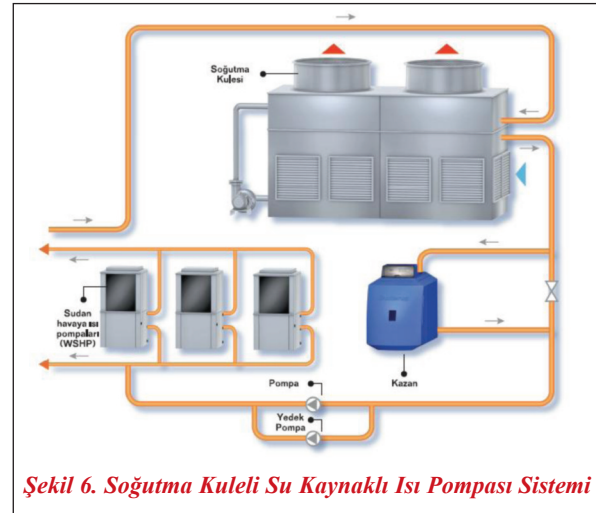 Soğutma
Kulesi
Sudan
havaya ısı
pompaları
(WSHP)
Kazan
Pompa
Yedek
Pompa
Şekil 6. Soğutma Kuleli Su Kaynaklı Isı Pompası Sistemi